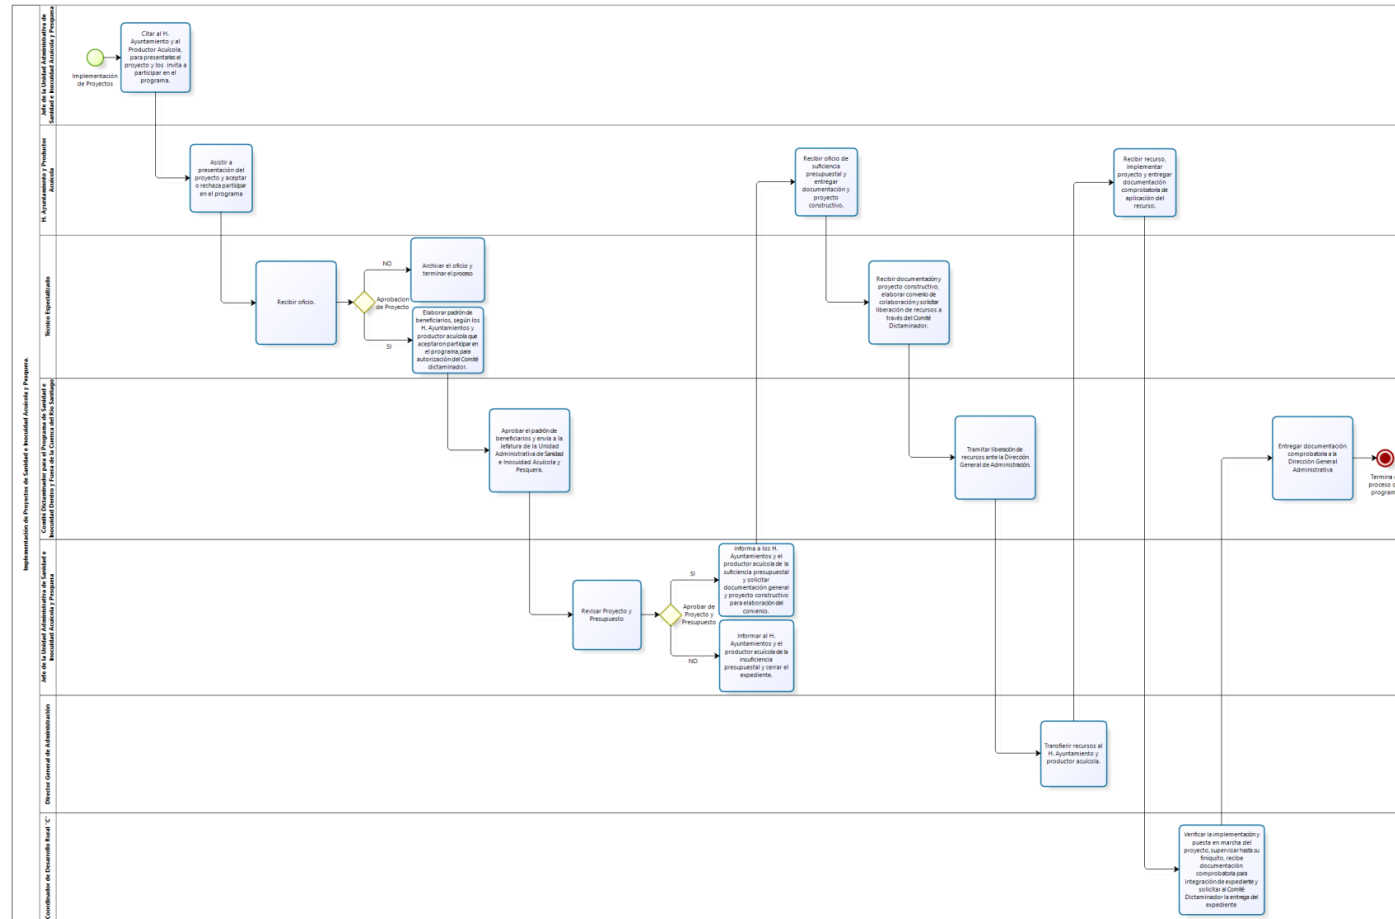 Implementación de Proyectos de Sanidad e Inocuidad Acuícola y Pesquera.
Jefe de la Unidad Administrativa de
Sanidad e Inocuidad Acuícola y Pesquera
Implementación
de Proyectos
Citar al H.
Ayuntamiento y al
Productor Acuícola,
para presentarles el
proyecto y los invita a
participar en el
programa.
H. Ayuntamiento y Productor
Acuícola
Asistir a
presentación del
proyecto y aceptar
o rechaza participar
en el programa
Recibir oficio de
suficiencia
presupuestal y
entregar
documentación y
proyecto
constructivo.
Recibir recurso,
implementar
proyecto y entregar
documentación
comprobatoria de
aplicación del
recurso.
Técnico Especializado
Recibir oficio.
NO
Aprobacion
de Proyecto
SI
Archivar el oficio y
terminar el proceso
Elaborar padrón de
beneficiarios, según los
H. Ayuntamientos y
productor acuícola que
aceptaron participar en
el programa, para
autorización del Comité
dictaminador.
Recibir documentación y
proyecto constructivo,
elaborar convenio de
colaboración y solicitar
liberación de recursos a
través del Comité
Dictaminador.
Comité Dictaminador para el Programa de Sanidad e
Inocuidad Dentro y Fuera de la Cuenca del Río Santiago
Aprobar el padrón de
beneficiarios y envía a la
Jefatura de la Unidad
Administrativa de Sanidad
e Inocuidad Acuícola y
Pesquera.
Tramitar liberación de
recursos ante la Dirección
General de Administración.
Entregar documentación
comprobatoria a la
Dirección General
Administrativa
Termina
proceso
program
Jefe de la Unidad Administrativa de Sanidad e
Inocuidad Acuícola y Pesquera
Revisar Proyecto y
Presupuesto
SI
Aprobar de
Proyecto y
Presupuesto
NO
informa a los H.
Ayuntamientos y el
productor acuícola de la
suficiencia presupuestal
y solicitar
documentación general
y proyecto constructivo
para elaboración del
convenio.
Informar al H.
Ayuntamientos y el
productor acuícola de la
insuficiencia
presupuestal y cerrar el
expediente.
Director General de Administración
Transferir recursos al
H. Ayuntamiento y
productor acuícola.
Coordinador de Desarrollo Rural "C"
Verificar la implementación y
puesta en marcha del
proyecto, supervisar hasta su
finiquito, recibe
documentación
comprobatoria para
integración de expediente y
solicitar al Comité
Dictaminador la entrega del
expediente